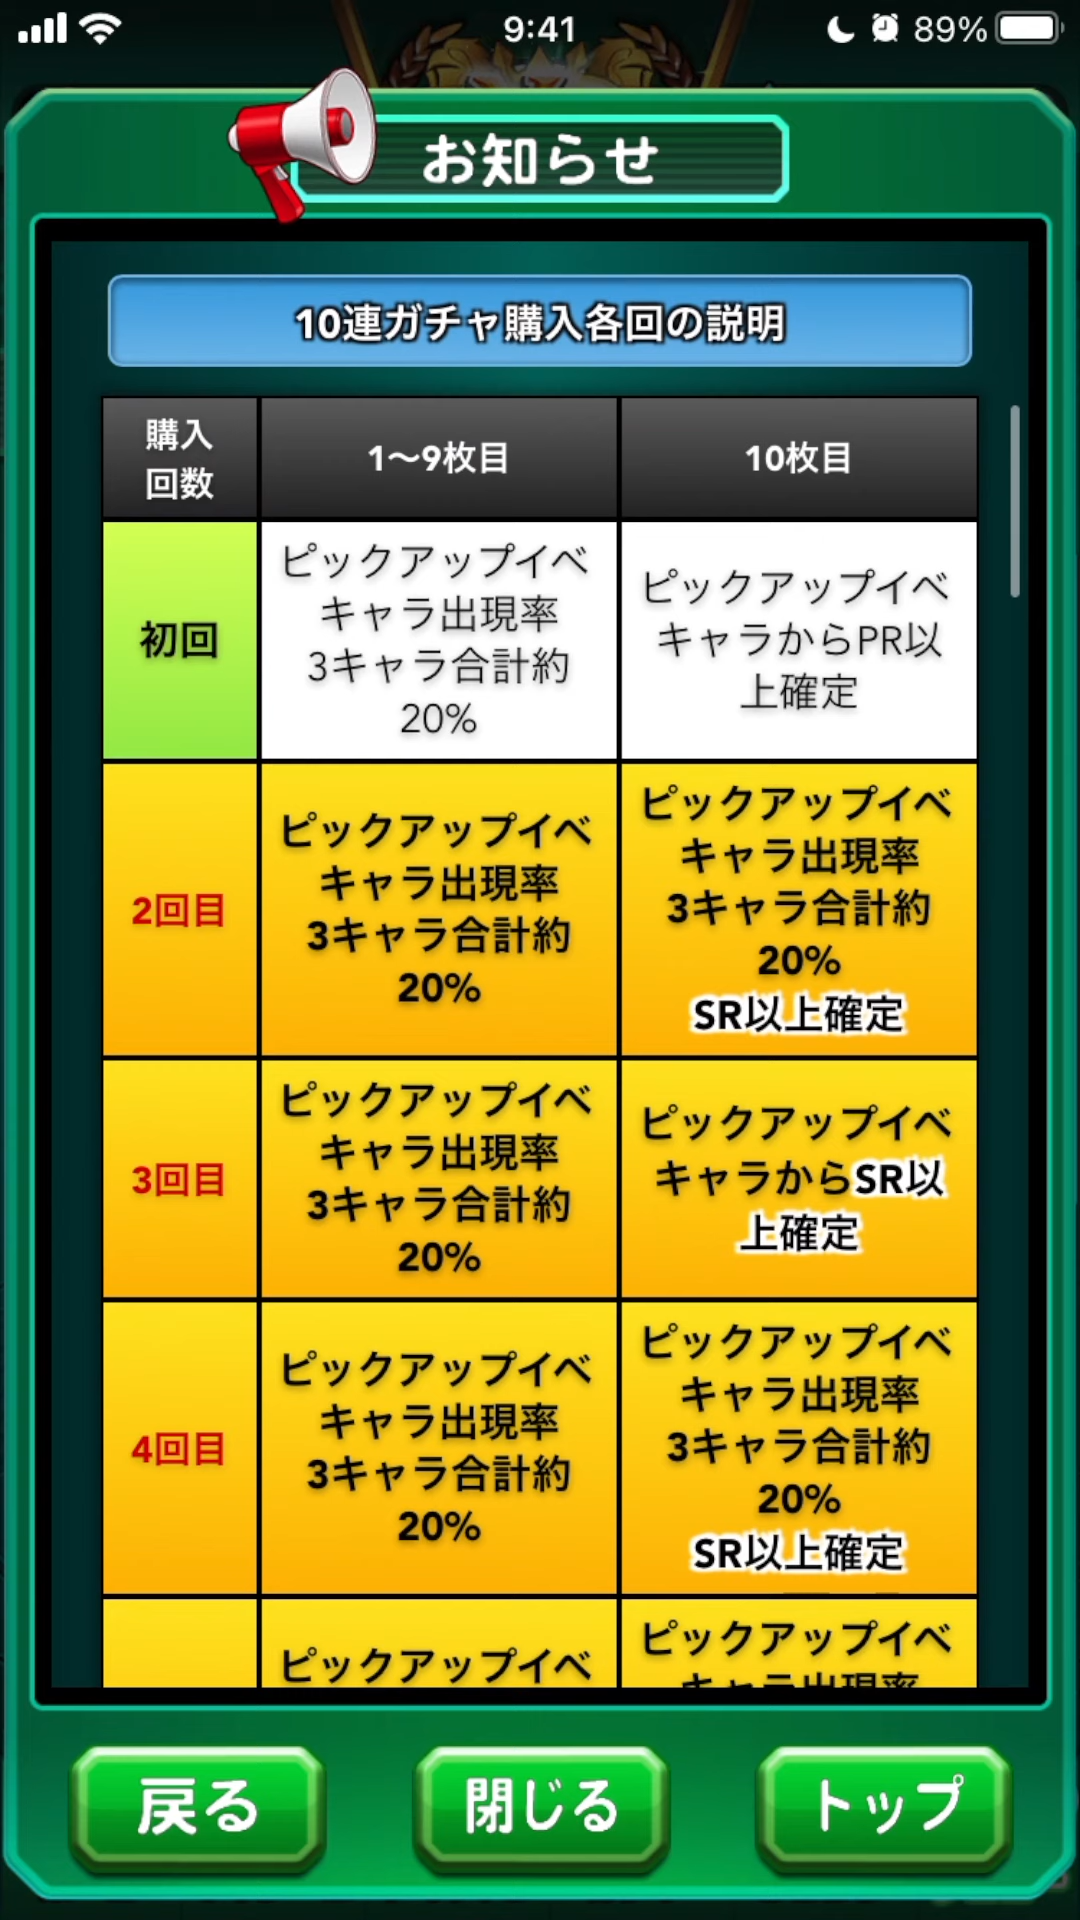 9:41
89%
お知らせ
10連ガチャ購入各回の説明
購入
回数
1〜9枚目
10枚目
初回
ピックアップイベ
キャラ出現率
3キャラ合計約
20%
ピックアップイベ
キャラからPR以
上確定
2回目
ピックアップイベ
キャラ出現率
3キャラ合計約
20%
ピックアップイベ
キャラ出現率
3キャラ合計約
20%
SR以上確定
3回目
ピックアップイベ
キャラ出現率
3キャラ合計約
20%
ピックアップイベ
キャラからSR以
上確定
4回目
ピックアップイベ
キャラ出現率
3キャラ合計約
20%
ピックアップイベ
キャラ出現率
3キャラ合計約
20%
SR以上確定
ピックアップイベ
ピックアップイベ
キャラ出現率
戻る
閉じる
トップ